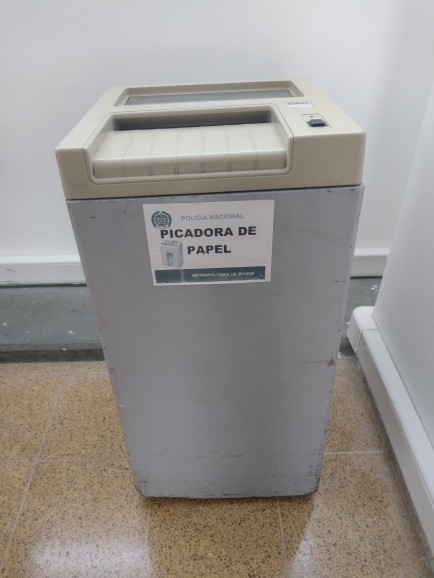 POLICIA NACIONAL
PICADORA DE
PAPEL
METROPOLITANA DE IBAGUE